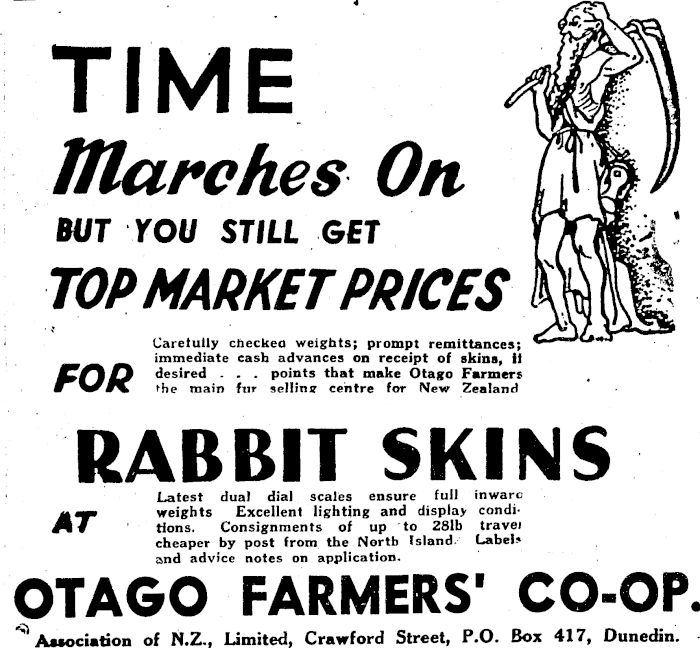 TIME
Marches On
BUT YOU STILL GET
TOP MARKET PRICES
FOR
Carefully checked weights; prompt remittances;
immediate cash advances on receipt of skins, if
desired . . . points that make Otago Farmers
the main fur selling centre for New Zealand
RABBIT SKINS
AT
Latest dual dial scales ensure full inward
weights Excellent lighting and display condi-
tions. Consignments of up to 28lb travel
cheaper by post from the North Island. Labels
and advice notes on application.
OTAGO FARMERS' CO-OP.
Association of N.Z., Limited, Crawford Street, P.O. Box 417, Dunedin.